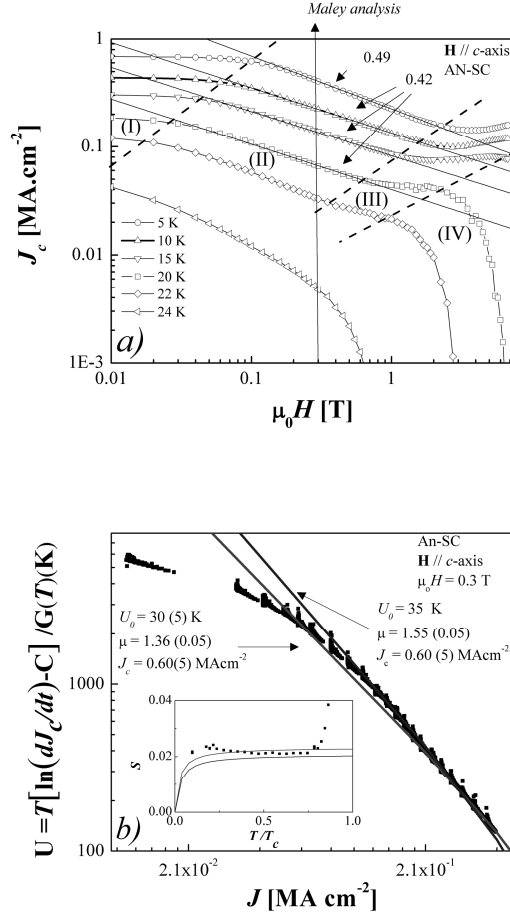 Maley analysis
a)
H // c-axis
AN-SC
0.49
0.42
(I)
(II)
(III)
(IV)
5 K
10 K
15 K
20 K
22 K
24 K
1
0.1
0.01
1E-3
Jc [MA.cm-2]
0.01 0.1 1
μ0H [T]
b)
An-SC
H // c-axis
μoH = 0.3 T
U0 = 30 (5) K
μ = 1.36 (0.05)
Jc = 0.60(5) MAcm-2
U0 = 35 K
μ = 1.55 (0.05)
Jc = 0.60 (5) MAcm-2
1000
100
U =T[ln(dJc/dt)-C] /G(T)(K)
0.04
0.02
0.00
S
0.0 0.5 1.0
T/Tc
2.1x10-2 2.1x10-1
J [MA cm-2]